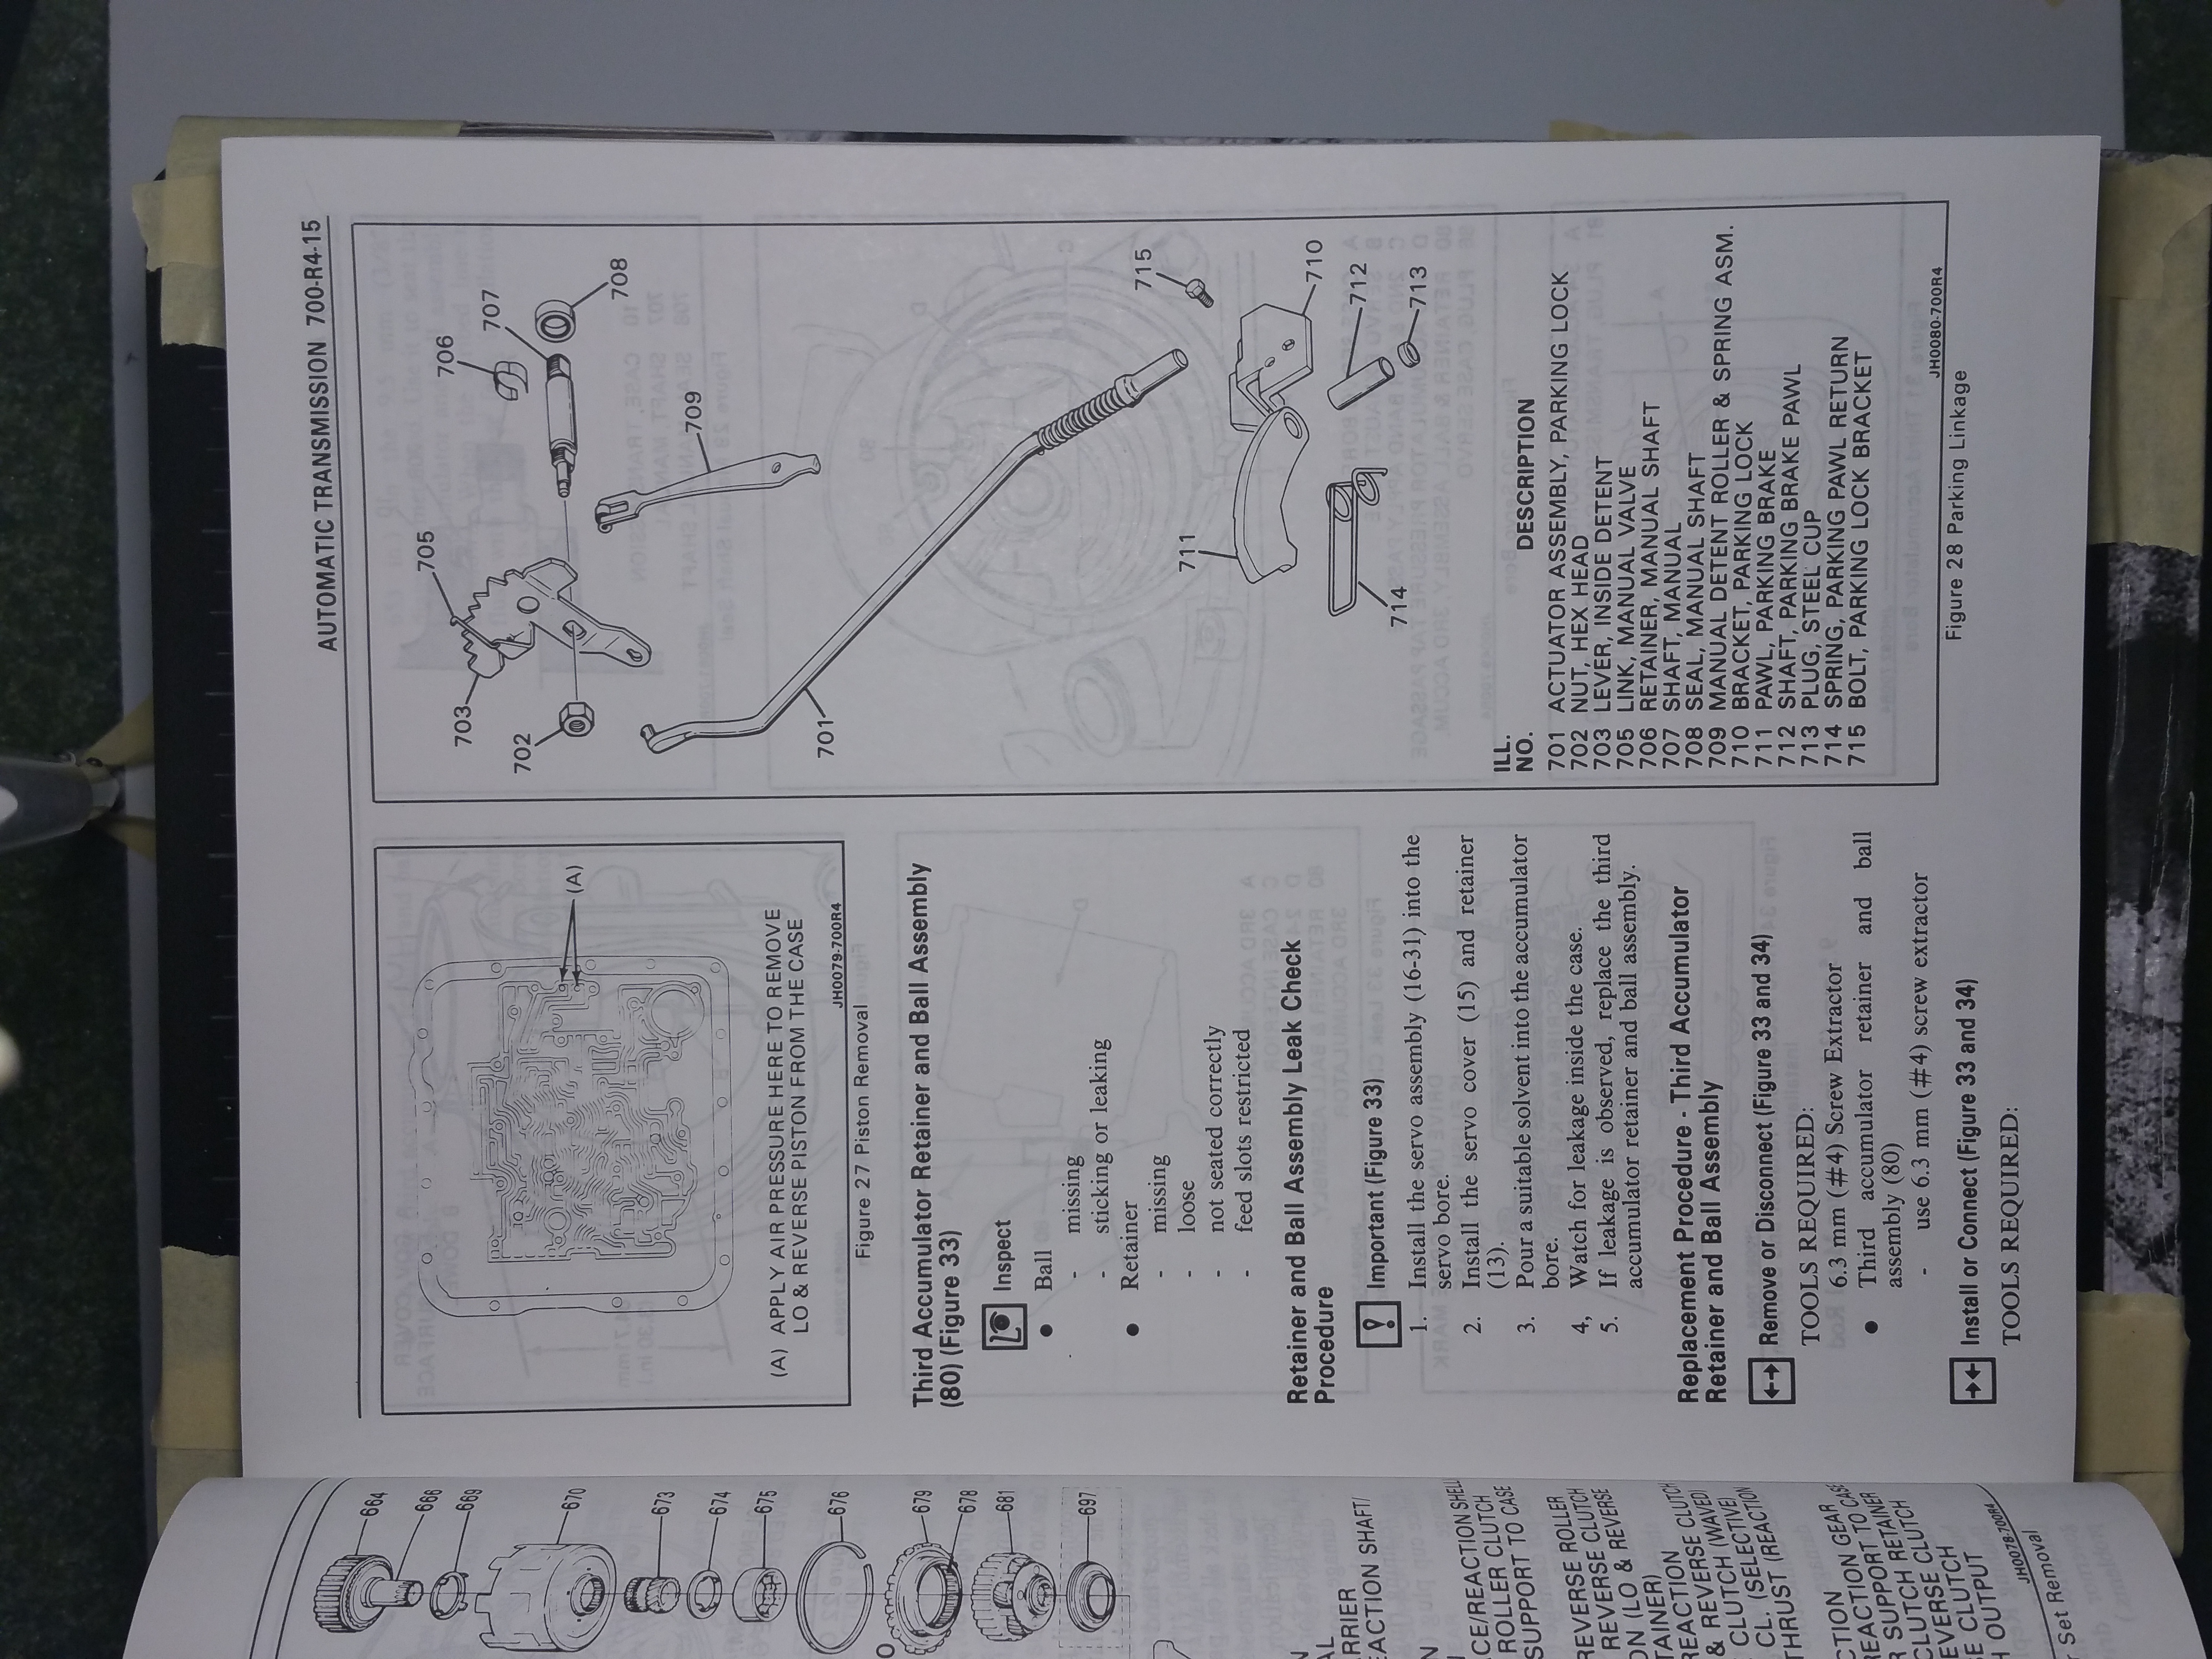 AUTOMATIC TRANSMISSION 700-R4-15
(A)
(A) APPLY AIR PRESSURE HERE TO REMOVE
LO & REVERSE PISTON FROM THE CASE
JH0079-700R4
Figure 27 Piston Removal
Third Accumulator Retainer and Ball Assembly
(80) (Figure 33)
Inspect
● Ball
- missing
- sticking or leaking
● Retainer
- missing
- loose
- not seated correctly
- feed slots restricted
Retainer and Ball Assembly Leak Check
Procedure
Important (Figure 33)
1. Install the servo assembly (16-31) into the
servo bore.
2. Install the servo cover (15) and retainer
(13).
3. Pour a suitable solvent into the accumulator
bore.
4, Watch for leakage inside the case.
5. If leakage is observed, replace the third
accumulator retainer and ball assembly.
Replacement Procedure - Third Accumulator
Retainer and Ball Assembly
Remove or Disconnect (Figure 33 and 34)
TOOLS REQUIRED:
6.3 mm (#4) Screw Extractor
● Third accumulator retainer and ball
assembly (80)
- use 6.3 mm (#4) screw extractor
Install or Connect (Figure 33 and 34)
TOOLS REQUIRED:
703
705
706
707
708
702
709
701
711
715
710
712
713
714
ILL.
NO. DESCRIPTION
701 ACTUATOR ASSEMBLY, PARKING LOCK
702 NUT, HEX HEAD
703 LEVER, INSIDE DETENT
705 LINK, MANUAL VALVE
706 RETAINER, MANUAL SHAFT
707 SHAFT, MANUAL
708 SEAL, MANUAL SHAFT
709 MANUAL DETENT ROLLER & SPRING ASM.
710 BRACKET, PARKING LOCK
711 PAWL, PARKING BRAKE
712 SHAFT, PARKING BRAKE PAWL
713 PLUG, STEEL CUP
714 SPRING, PARKING PAWL RETURN
715 BOLT, PARKING LOCK BRACKET
JH0080-700R4
Figure 28 Parking Linkage
664
666
669
670
673
674
675
676
679
678
681
697
REACTION SHAFT/
REACTION SHELL
ROLLER CLUTCH
SUPPORT TO CASE
REVERSE ROLLER
REVERSE CLUTCH
(LO & REVERSE
REACTION
& REVERSE CLUTCH
CLUTCH (WAVED)
CL. (SELECTIVE)
THRUST (REACTION
REACTION GEAR
REACTION TO CASE
SUPPORT RETAINER
CLUTCH
CLUTCH
OUTPUT
JH0078-700R4
Set Removal